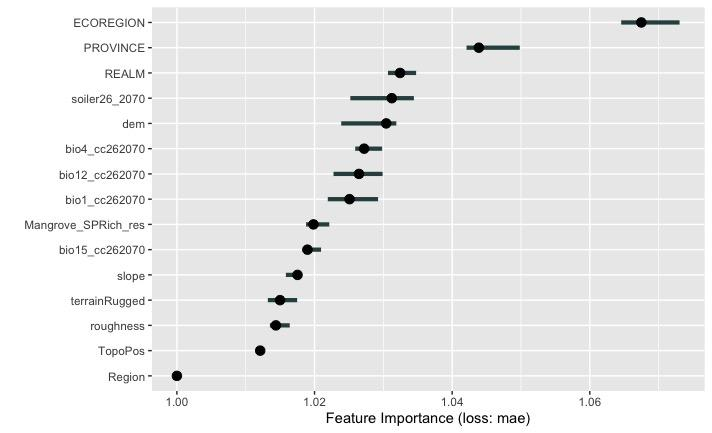 ECOREGION
PROVINCE
REALM
soiler26_2070
dem
bio4_cc262070
bio12_cc262070
bio1_cc262070
Mangrove_SPRich_res
bio15_cc262070
slope
terrainRugged
roughness
TopoPos
Region
1.00 1.02 1.04 1.06
Feature Importance (loss: mae)